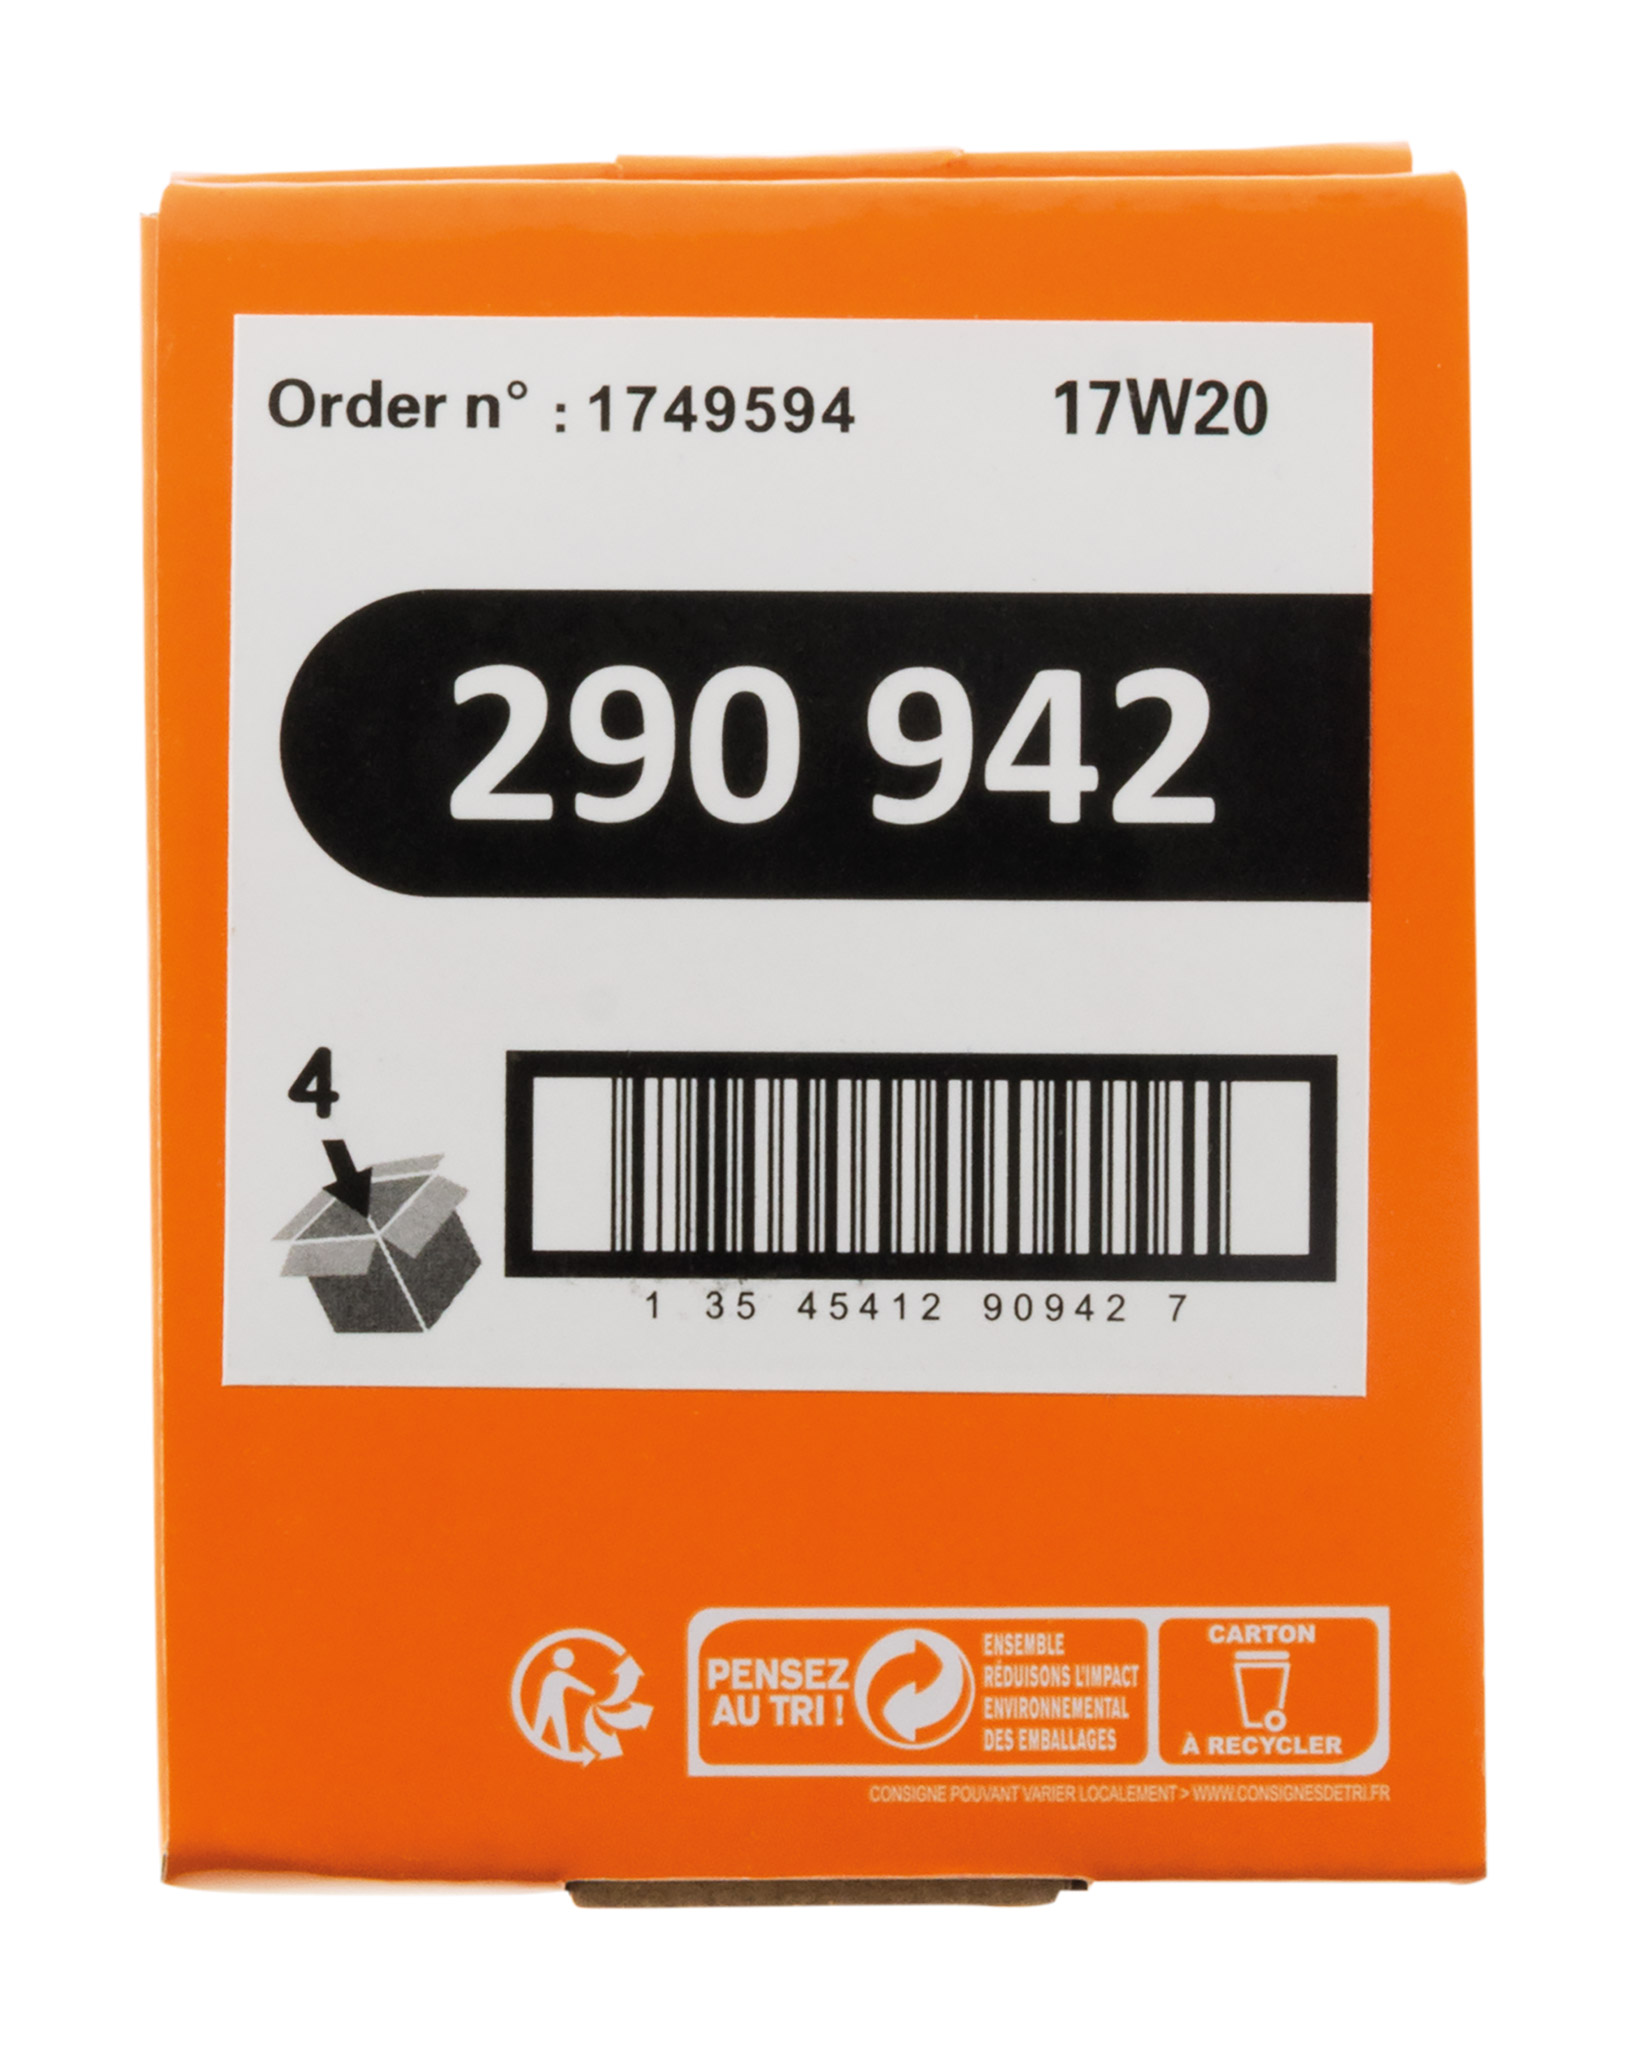 Order n° : 1749594 17W20
290 942
4
1 35 45412 90942 7
PENSEZ
AU TRI !
ENSEMBLE
RÉDUISONS L'IMPACT
ENVIRONNEMENTAL
DES EMBALLAGES
CARTON
À RECYCLER
CONSIGNE POUVANT VARIER LOCALEMENT > WWW.CONSIGNESDETRI.FR